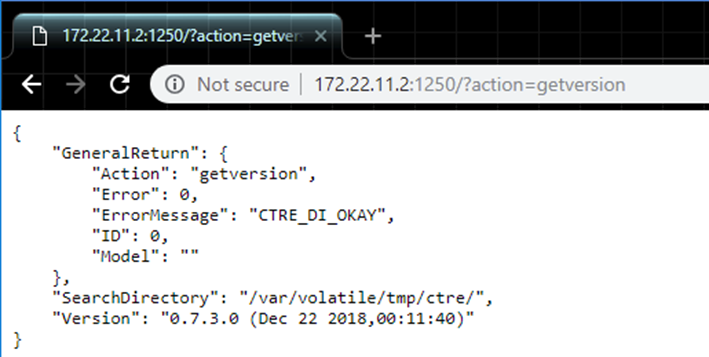 172.22.11.2:1250/?action=getvers
Not secure | 172.22.11.2:1250/?action=getversion
{
    "GeneralReturn": {
        "Action": "getversion",
        "Error": 0,
        "ErrorMessage": "CTRE_DI_OKAY",
        "ID": 0,
        "Model": ""
    },
    "SearchDirectory": "/var/volatile/tmp/ctre/",
    "Version": "0.7.3.0 (Dec 22 2018,00:11:40)"
}